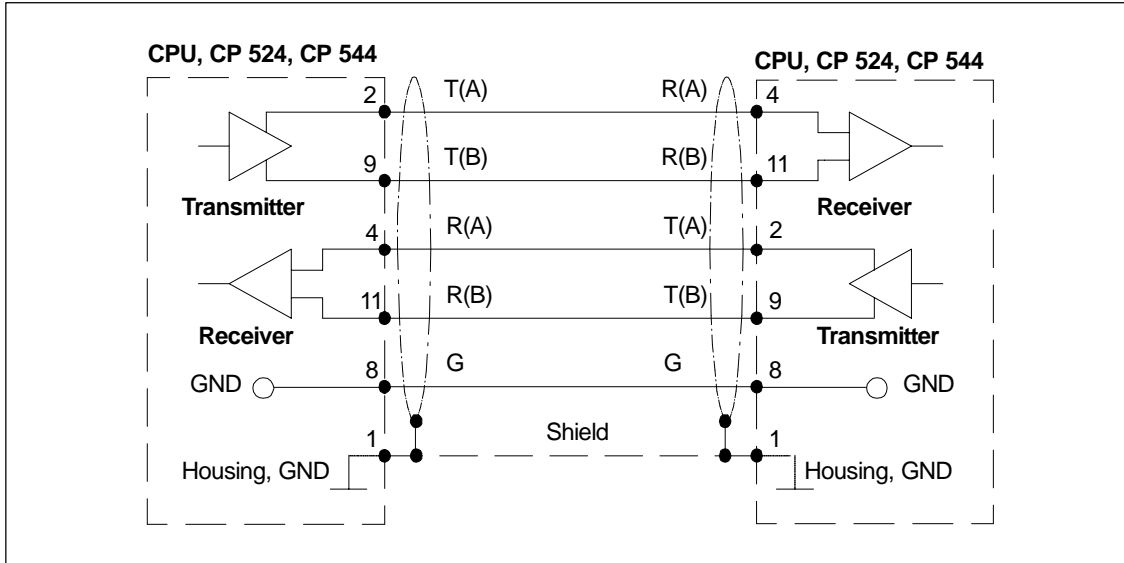 CPU, CP 524, CP 544
CPU, CP 524, CP 544
2 T(A) R(A) 4
9 T(B) R(B) 11
Transmitter Receiver
4 R(A) T(A) 2
11 R(B) T(B) 9
Receiver Transmitter
GND 8 G G 8 GND
1 Shield 1
Housing, GND Housing, GND